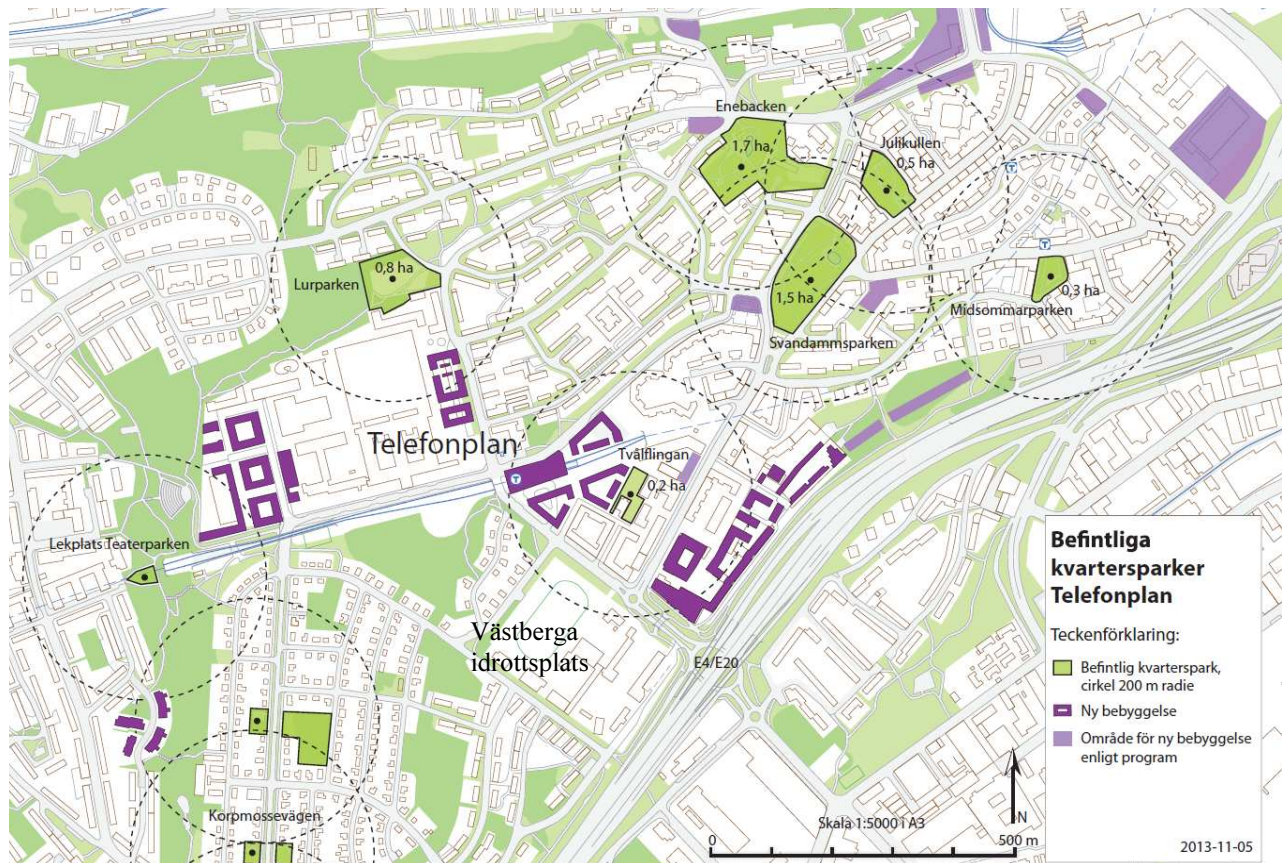 Enebacken
1,7 ha
Julikullen
0,5 ha
T
T
0,8 ha
Lurparken
1,5 ha
0,3 ha
Midsommarparken
Svandammsparken
Telefonplan
Tvålflingan
T
0,2 ha
Lekplats Teaterparken
Västberga
idrottsplats
E4/E20
Korpmossevägen
Befintliga
kvartersparker
Telefonplan
Teckenförklaring:
Befintlig kvarterspark,
cirkel 200 m radie
Ny bebyggelse
Område för ny bebyggelse
enligt program
N
Skala 1:5000 i A3
0
500 m
2013-11-05